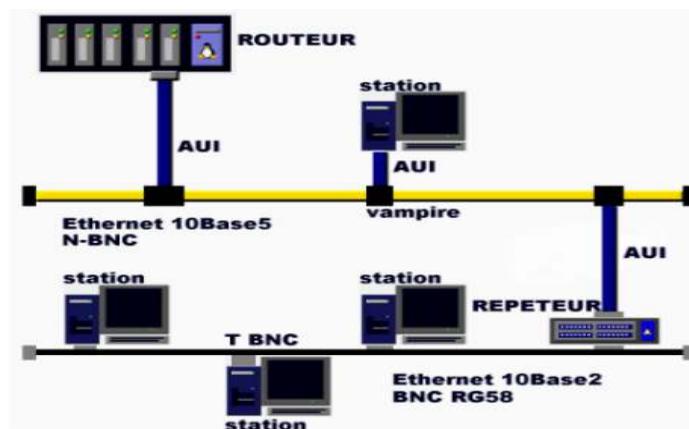 ROUTEUR
station
AUI
AUI
vampire
Ethernet 10Base5
N-BNC
AUI
station
station
REPETEUR
T BNC
Ethernet 10Base2
BNC RG58
station